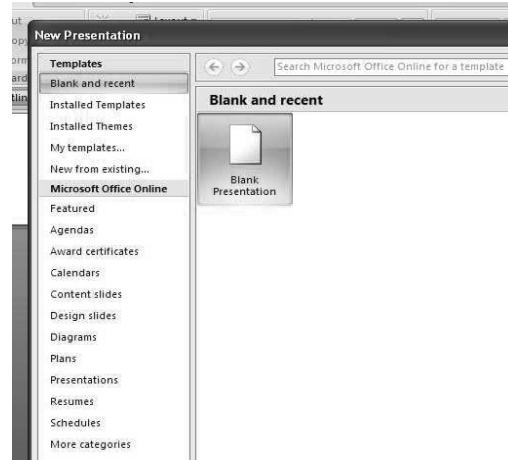 Layout
New Presentation
Templates
Blank and recent
Installed Templates
Installed Themes
My templates...
New from existing...
Microsoft Office Online
Featured
Agendas
Award certificates
Calendars
Content slides
Design slides
Diagrams
Plans
Presentations
Resumes
Schedules
More categories
Search Microsoft Office Online for a template
Blank and recent
Blank
Presentation